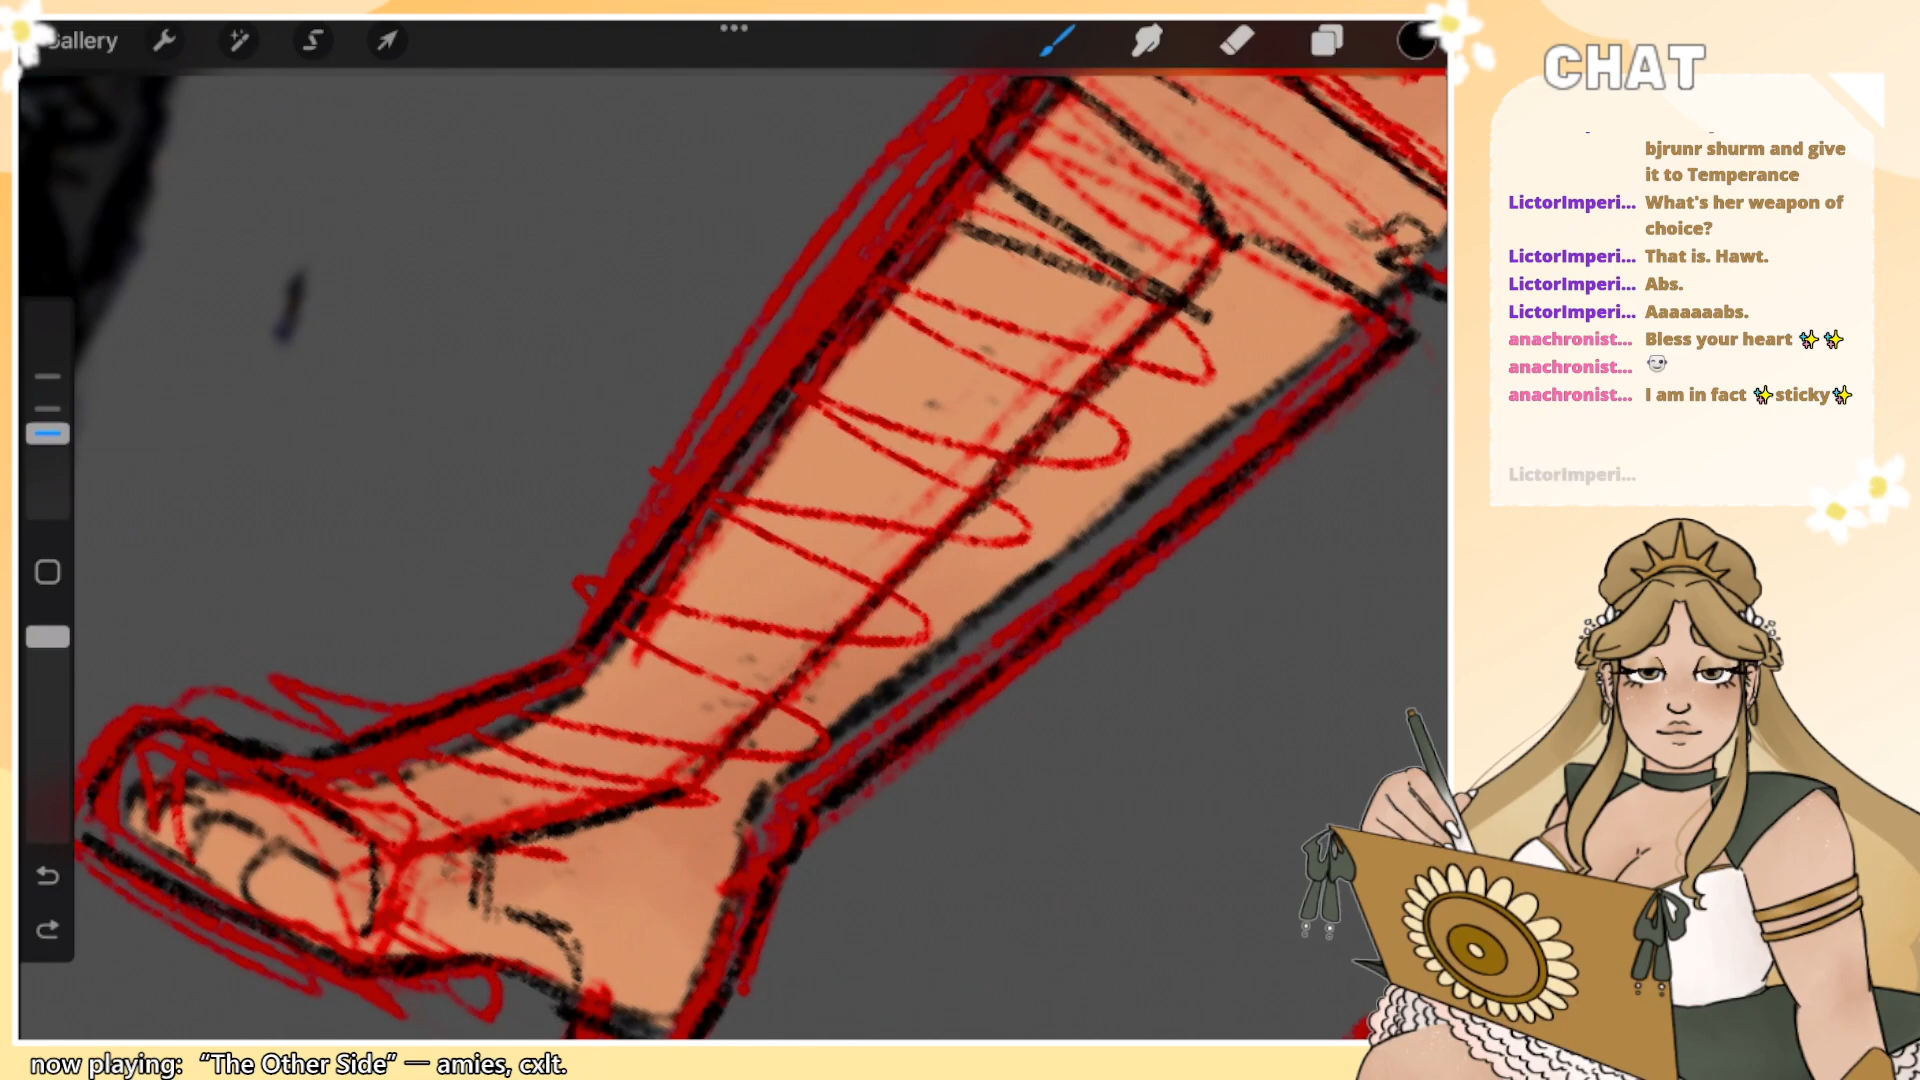 Gallery
CHAT
bjrunr shurm and give
it to Temperance
LictorImperi... What's her weapon of
choice?
LictorImperi... That is. Hawt.
LictorImperi... Abs.
LictorImperi... Aaaaaaabs.
anachronist... Bless your heart ✨✨
anachronist...
anachronist... I am in fact ✨sticky✨
LictorImperi...
now playing: “The Other Side” — amies, cxlt.